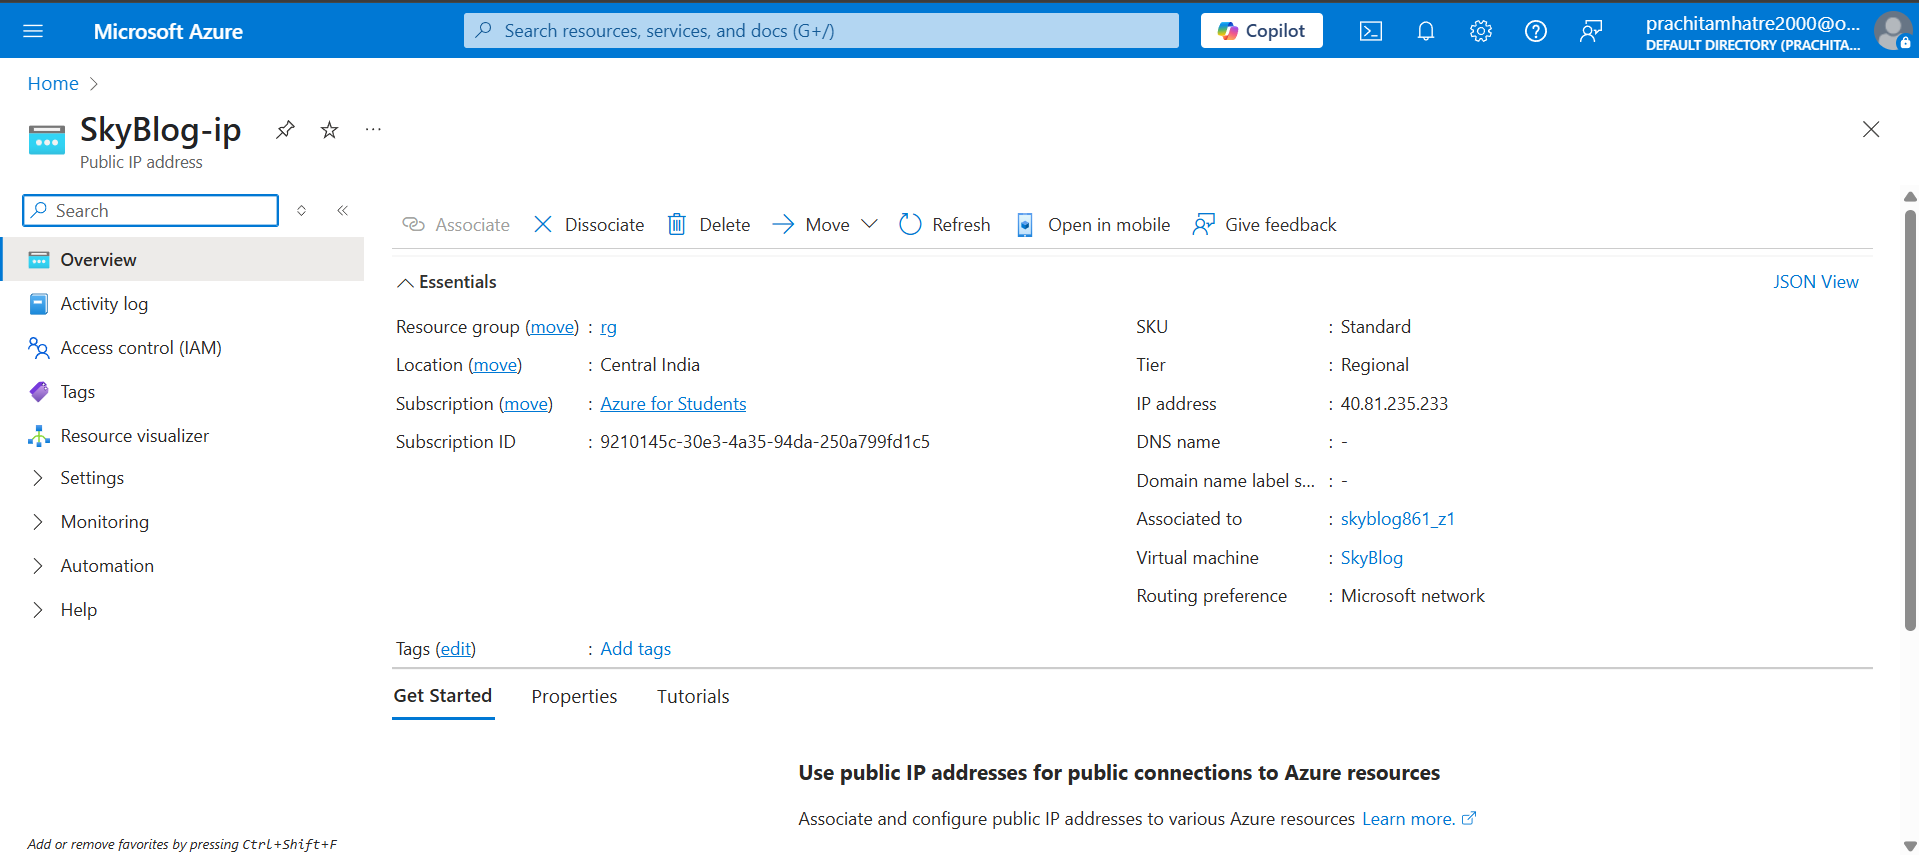 Microsoft Azure
Search resources, services, and docs (G+/)
Copilot
prachitamhatre2000@o...
DEFAULT DIRECTORY (PRACHITA...
Home
SkyBlog-ip
Public IP address
Search
Associate Dissociate Delete Move Refresh Open in mobile Give feedback
Overview
Activity log
Access control (IAM)
Tags
Resource visualizer
Settings
Monitoring
Automation
Help
Add or remove favorites by pressing Ctrl+Shift+F
Essentials
JSON View
Resource group (move) : rg
Location (move) : Central India
Subscription (move) : Azure for Students
Subscription ID : 9210145c-30e3-4a35-94da-250a799fd1c5
SKU : Standard
Tier : Regional
IP address : 40.81.235.233
DNS name : -
Domain name label s... : -
Associated to : skyblog861_z1
Virtual machine : SkyBlog
Routing preference : Microsoft network
Tags (edit) : Add tags
Get Started Properties Tutorials
Use public IP addresses for public connections to Azure resources
Associate and configure public IP addresses to various Azure resources Learn more.